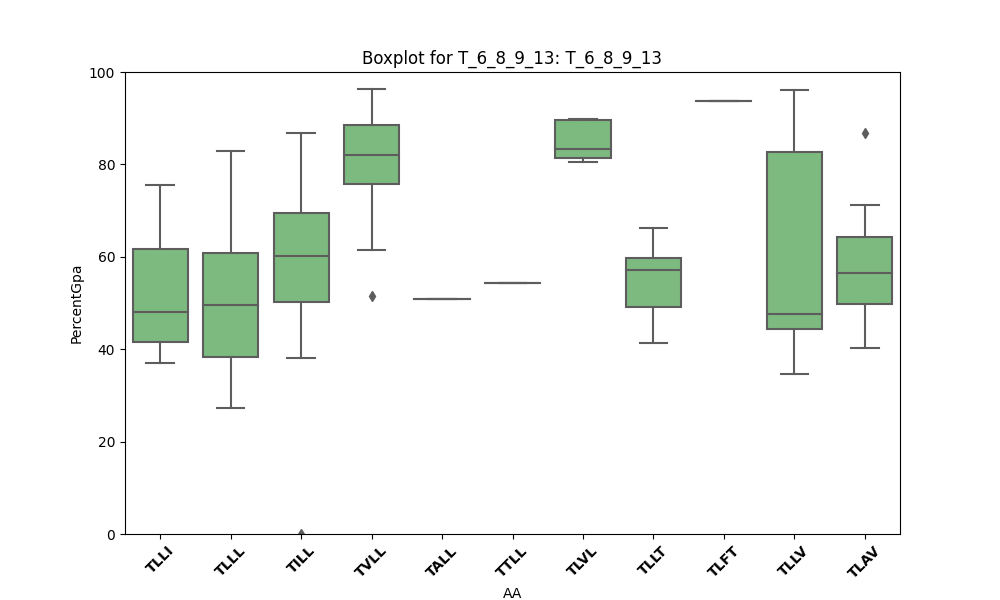 Boxplot for T_6_8_9_13: T_6_8_9_13
100
80
60
40
20
0
PercentGpa
TLLI TLLL TILL TVLL TALL TTLL TLVL TLLT TLFT TLLV TLAV
AA